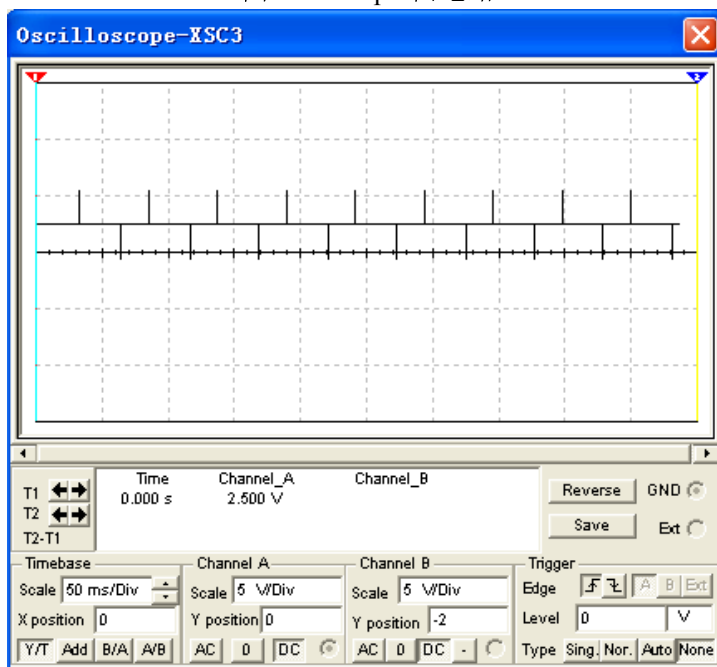 Oscilloscope-XSC3
1
2
Time Channel_A Channel_B
0.000 s 2.500 V
T1
T2
T2-T1
Reverse
GND
Save
Ext
Timebase
Scale 50 ms/Div
X position 0
Y/T Add B/A A/B
Channel A
Scale 5 V/Div
Y position 0
AC 0 DC
Channel B
Scale 5 V/Div
Y position -2
AC 0 DC -
Trigger
Edge A B Ext
Level 0 V
Type Sing. Nor. Auto None